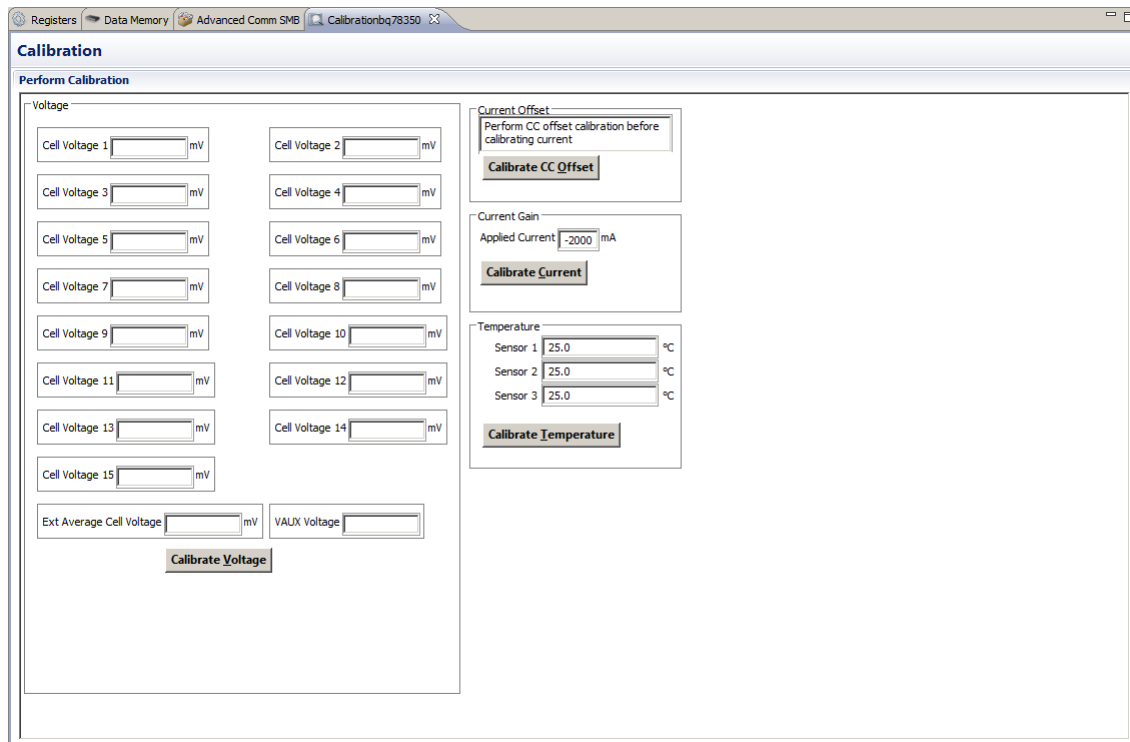 Registers Data Memory Advanced Comm SMB Calibrationbq78350
Calibration
Perform Calibration
Voltage
Cell Voltage 1 mV Cell Voltage 2 mV
Cell Voltage 3 mV Cell Voltage 4 mV
Cell Voltage 5 mV Cell Voltage 6 mV
Cell Voltage 7 mV Cell Voltage 8 mV
Cell Voltage 9 mV Cell Voltage 10 mV
Cell Voltage 11 mV Cell Voltage 12 mV
Cell Voltage 13 mV Cell Voltage 14 mV
Cell Voltage 15 mV
Ext Average Cell Voltage mV VAUX Voltage
Calibrate Voltage
Current Offset
Perform CC offset calibration before
calibrating current
Calibrate CC Offset
Current Gain
Applied Current -2000 mA
Calibrate Current
Temperature
Sensor 1 25.0 ºC
Sensor 2 25.0 ºC
Sensor 3 25.0 ºC
Calibrate Temperature